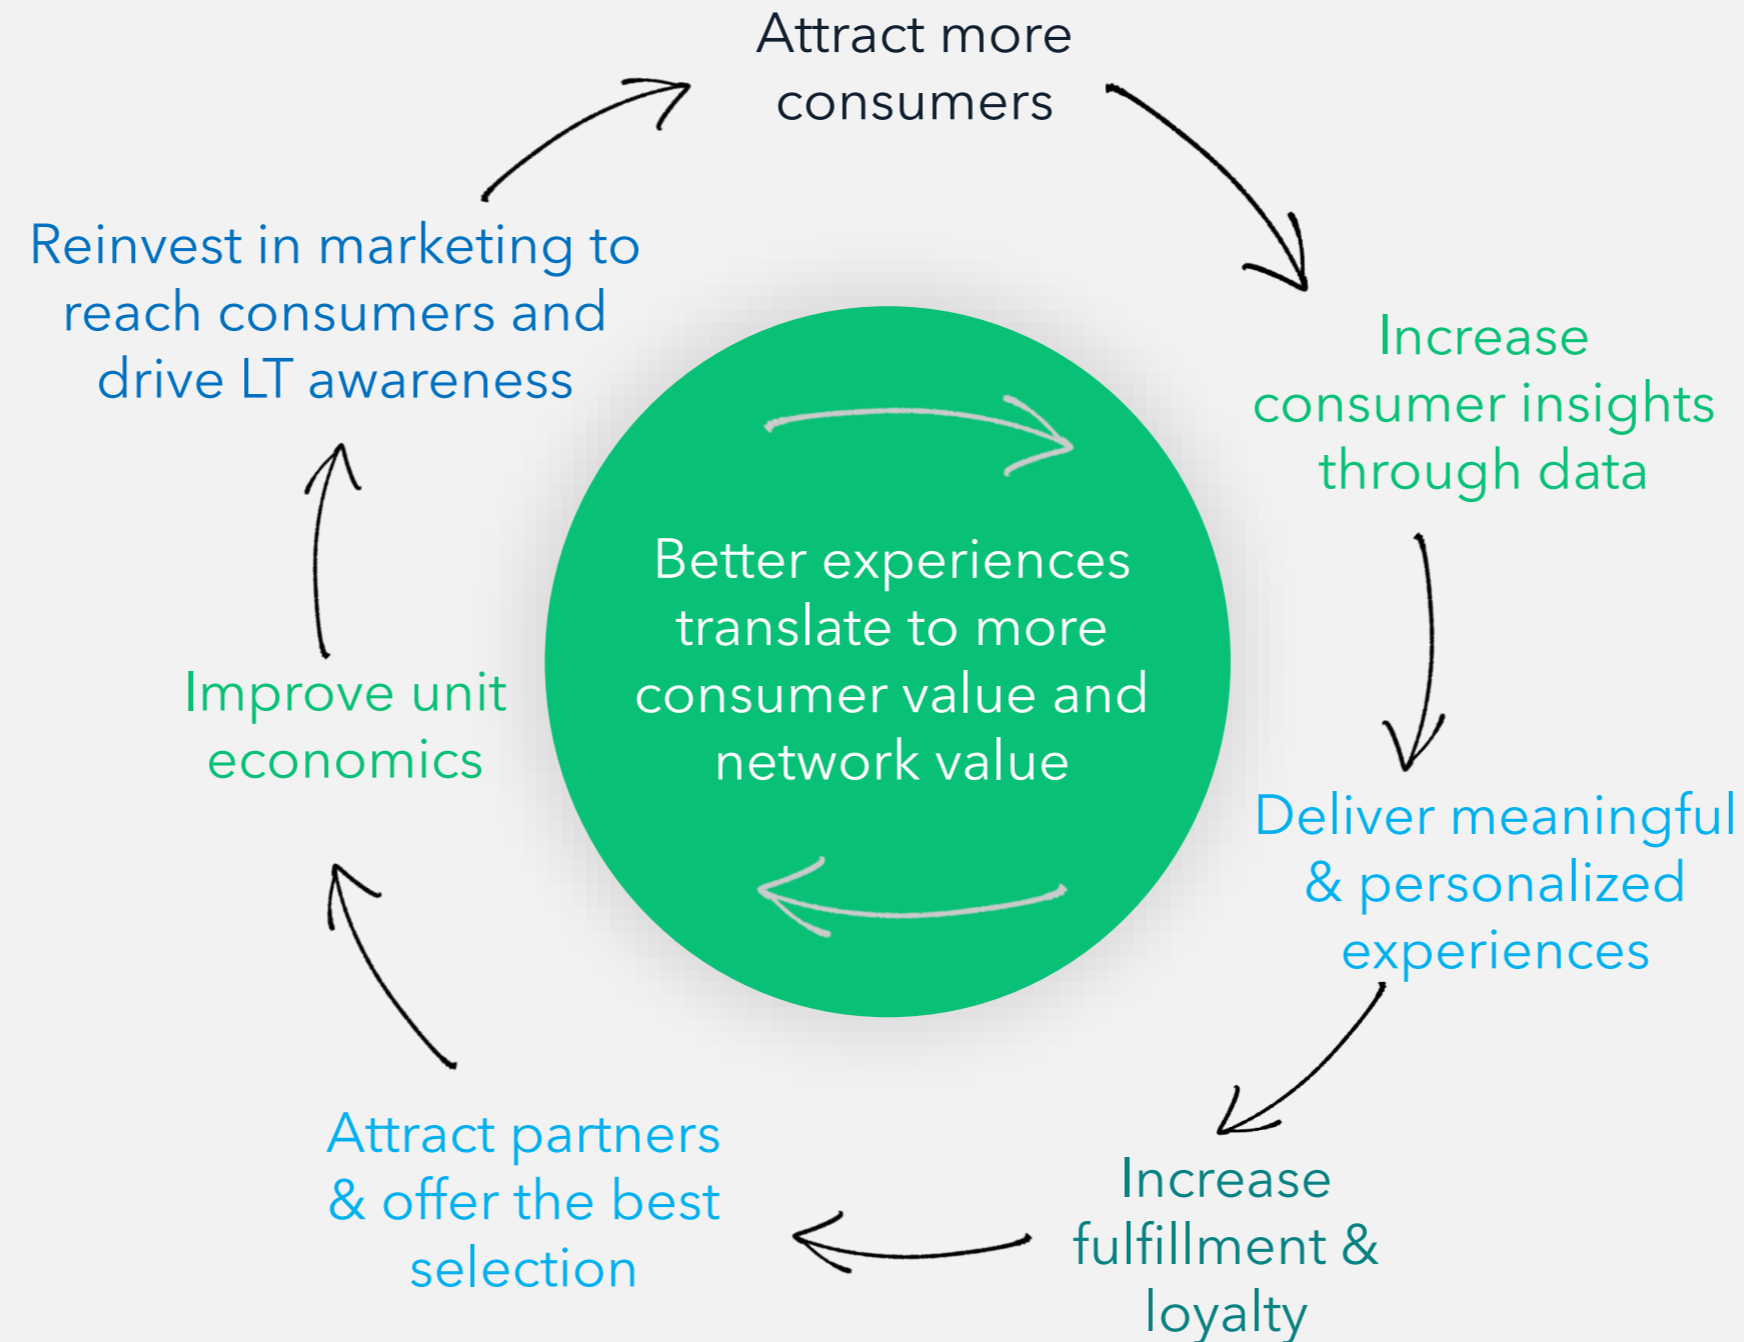 Attract more
consumers
Increase
consumer insights
through data
Deliver meaningful
& personalized
experiences
Increase
fulfillment &
loyalty
Attract partners
& offer the best
selection
Improve unit
economics
Reinvest in marketing to
reach consumers and
drive LT awareness
Better experiences
translate to more
consumer value and
network value